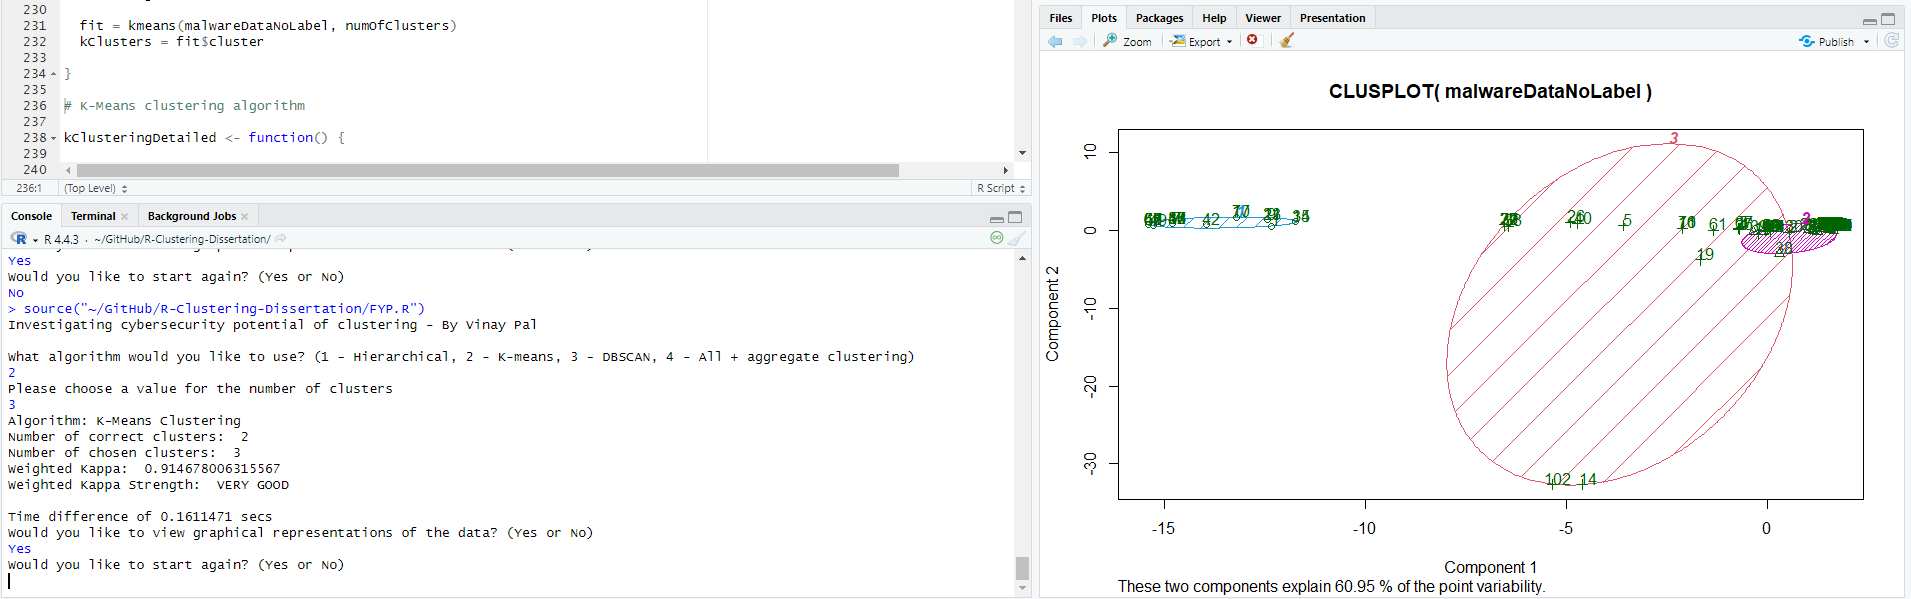 230
231 fit = kmeans(malwareDataNoLabel, numOfClusters)
232 kClusters = fit$cluster
233
234 }
235
236 # K-Means clustering algorithm
237
238 kClusteringDetailed <- function() {
239
240
236:1 (Top Level) R Script
Console Terminal Background Jobs
R 4.4.3 · ~/GitHub/R-Clustering-Dissertation/
Yes
Would you like to start again? (Yes or No)
No
> source("~/GitHub/R-Clustering-Dissertation/FYP.R")
Investigating cybersecurity potential of clustering - By Vinay Pal
What algorithm would you like to use? (1 - Hierarchical, 2 - K-means, 3 - DBSCAN, 4 - All + aggregate clustering)
2
Please choose a value for the number of clusters
3
Algorithm: K-Means Clustering
Number of correct clusters: 2
Number of chosen clusters: 3
Weighted Kappa: 0.914678006315567
Weighted Kappa Strength: VERY GOOD
Time difference of 0.1611471 secs
Would you like to view graphical representations of the data? (Yes or No)
Yes
Would you like to start again? (Yes or No)
Files Plots Packages Help Viewer Presentation
Zoom Export Publish
CLUSPLOT( malwareDataNoLabel )
10
0
-10
-20
-30
Component 2
3
42
5
61
19
102 14
-15 -10 -5 0
Component 1
These two components explain 60.95 % of the point variability.